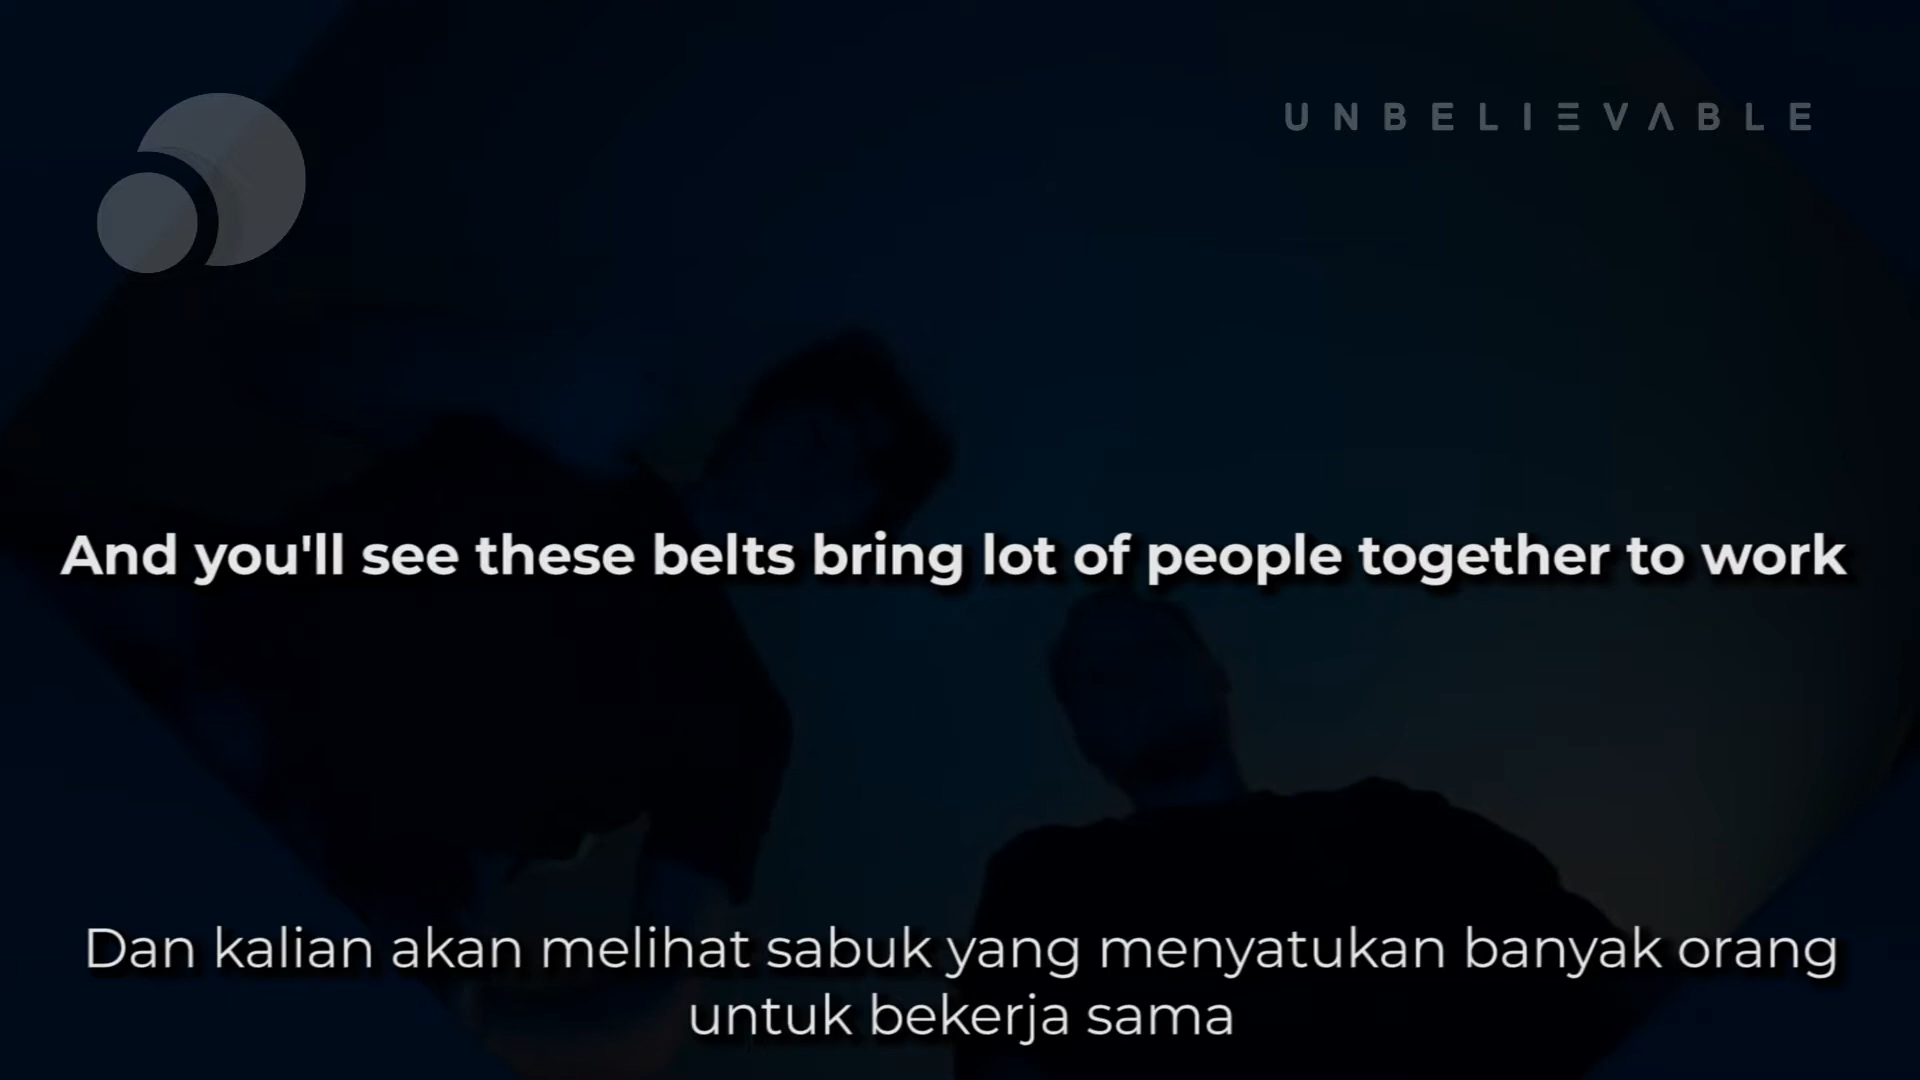 UNBELIEVABLE
And you'll see these belts bring lot of people together to work
Dan kalian akan melihat sabuk yang menyatukan banyak orang
untuk bekerja sama